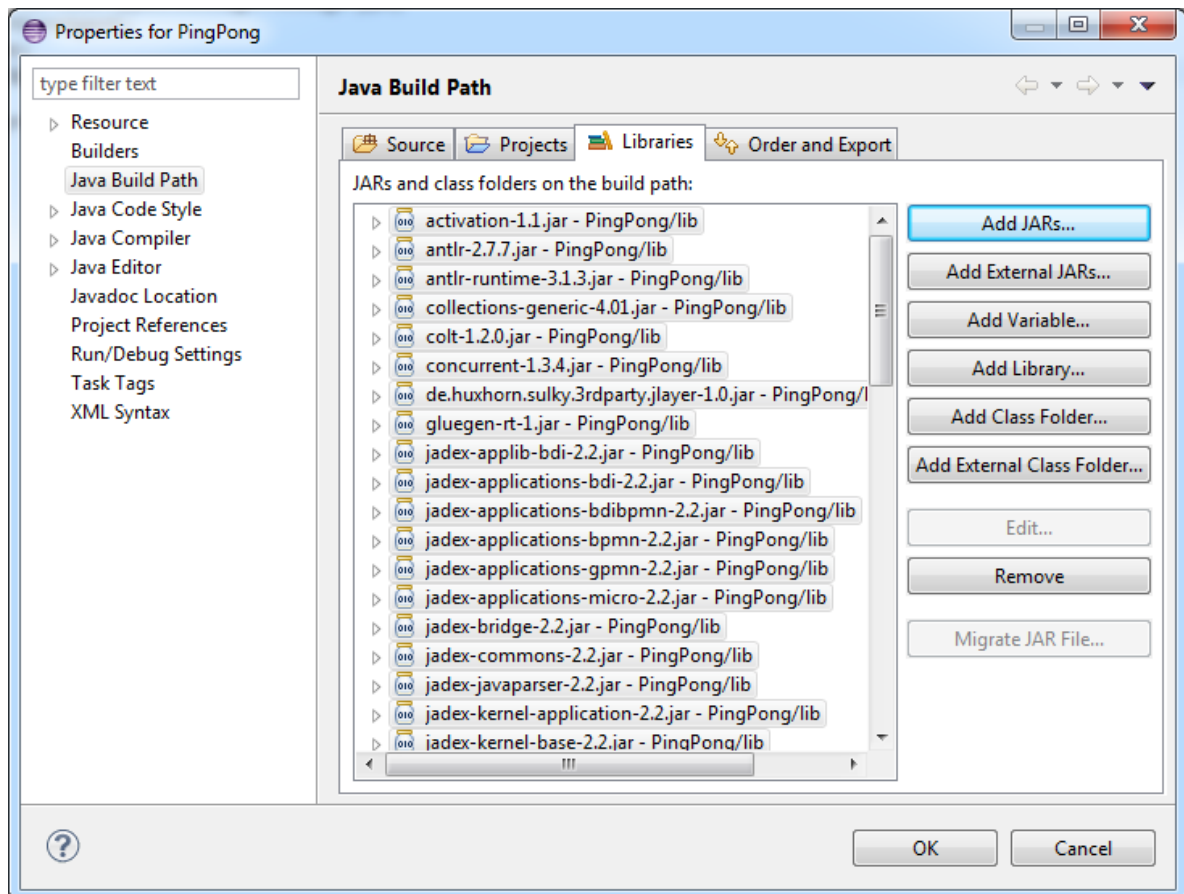 Properties for PingPong
type filter text
Resource
Builders
Java Build Path
Java Code Style
Java Compiler
Java Editor
Javadoc Location
Project References
Run/Debug Settings
Task Tags
XML Syntax
Java Build Path
Source Projects Libraries Order and Export
JARs and class folders on the build path:
activation-1.1.jar - PingPong/lib
antlr-2.7.7.jar - PingPong/lib
antlr-runtime-3.1.3.jar - PingPong/lib
collections-generic-4.01.jar - PingPong/lib
colt-1.2.0.jar - PingPong/lib
concurrent-1.3.4.jar - PingPong/lib
de.huxhorn.sulky.3rdparty.jlayer-1.0.jar - PingPong/l
gluegen-rt-1.jar - PingPong/lib
jadex-applib-bdi-2.2.jar - PingPong/lib
jadex-applications-bdi-2.2.jar - PingPong/lib
jadex-applications-bdibpmn-2.2.jar - PingPong/lib
jadex-applications-bpmn-2.2.jar - PingPong/lib
jadex-applications-gpmn-2.2.jar - PingPong/lib
jadex-applications-micro-2.2.jar - PingPong/lib
jadex-bridge-2.2.jar - PingPong/lib
jadex-commons-2.2.jar - PingPong/lib
jadex-javaparser-2.2.jar - PingPong/lib
jadex-kernel-application-2.2.jar - PingPong/lib
jadex-kernel-base-2.2.jar - PingPong/lib
Add JARs...
Add External JARs...
Add Variable...
Add Library...
Add Class Folder...
Add External Class Folder...
Edit...
Remove
Migrate JAR File...
OK
Cancel